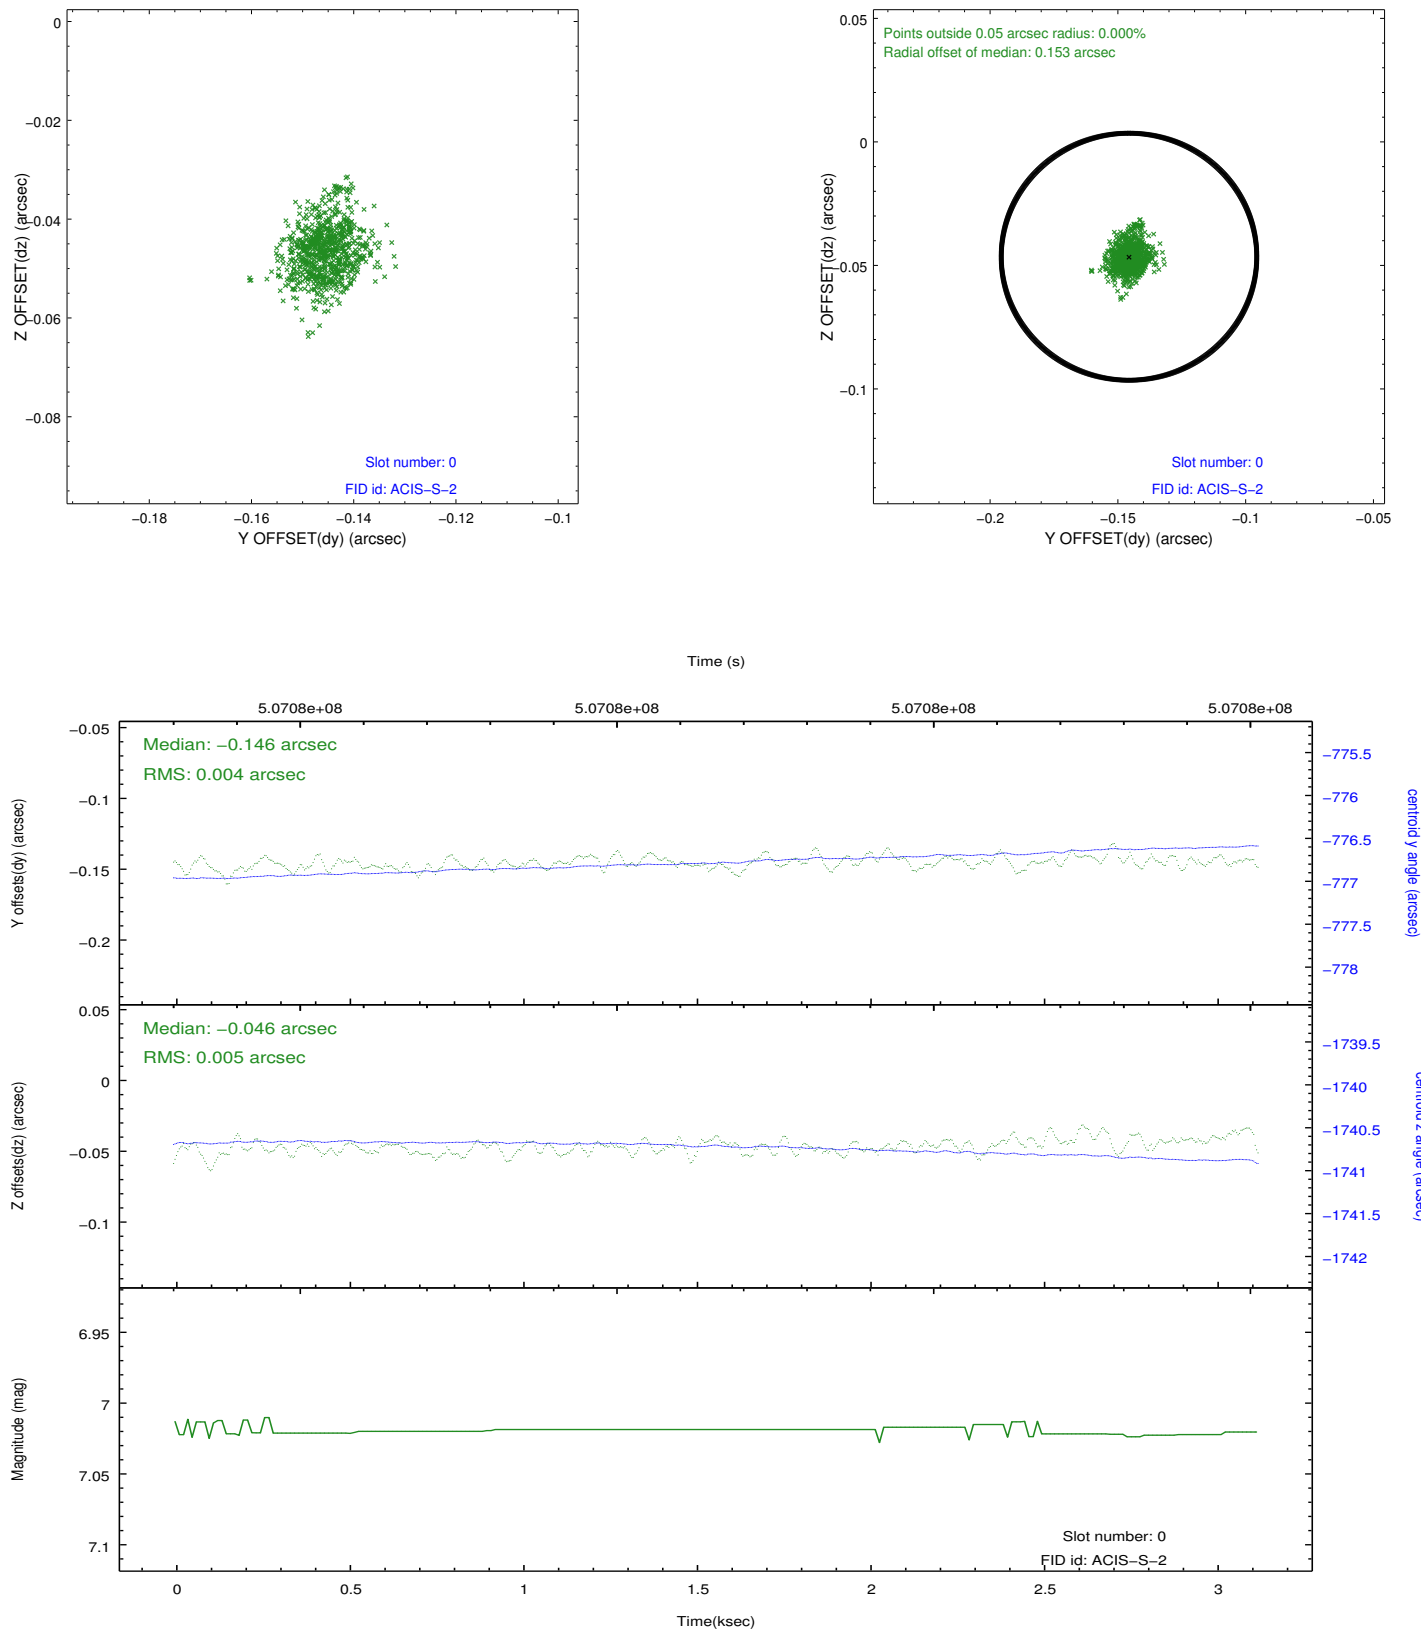 0
−0.02
−0.04
−0.06
−0.08
Z OFFSET(dz) (arcsec)
Slot number: 0
FID id: ACIS−S−2
−0.18
−0.16
−0.14
−0.12
−0.1
Y OFFSET(dy) (arcsec)
Points outside 0.05 arcsec radius: 0.000%
Radial offset of median: 0.153 arcsec
0.05
0
−0.05
−0.1
Z OFFSET(dz) (arcsec)
Slot number: 0
FID id: ACIS−S−2
−0.2
−0.15
−0.1
−0.05
Y OFFSET(dy) (arcsec)
Time (s)
5.0708e+08
5.0708e+08
5.0708e+08
5.0708e+08
Median: −0.146 arcsec
RMS: 0.004 arcsec
−0.05
−0.1
−0.15
−0.2
Y offsets(dy) (arcsec)
−775.5
−776
−776.5
−777
−777.5
−778
centroid y angle (arcsec)
Median: −0.046 arcsec
RMS: 0.005 arcsec
0.05
0
−0.05
−0.1
Z offsets(dz) (arcsec)
−1739.5
−1740
−1740.5
−1741
−1741.5
−1742
centroid z angle (arcsec)
6.95
7
7.05
7.1
Magnitude (mag)
Slot number: 0
FID id: ACIS−S−2
0
0.5
1
1.5
2
2.5
3
Time(ksec)